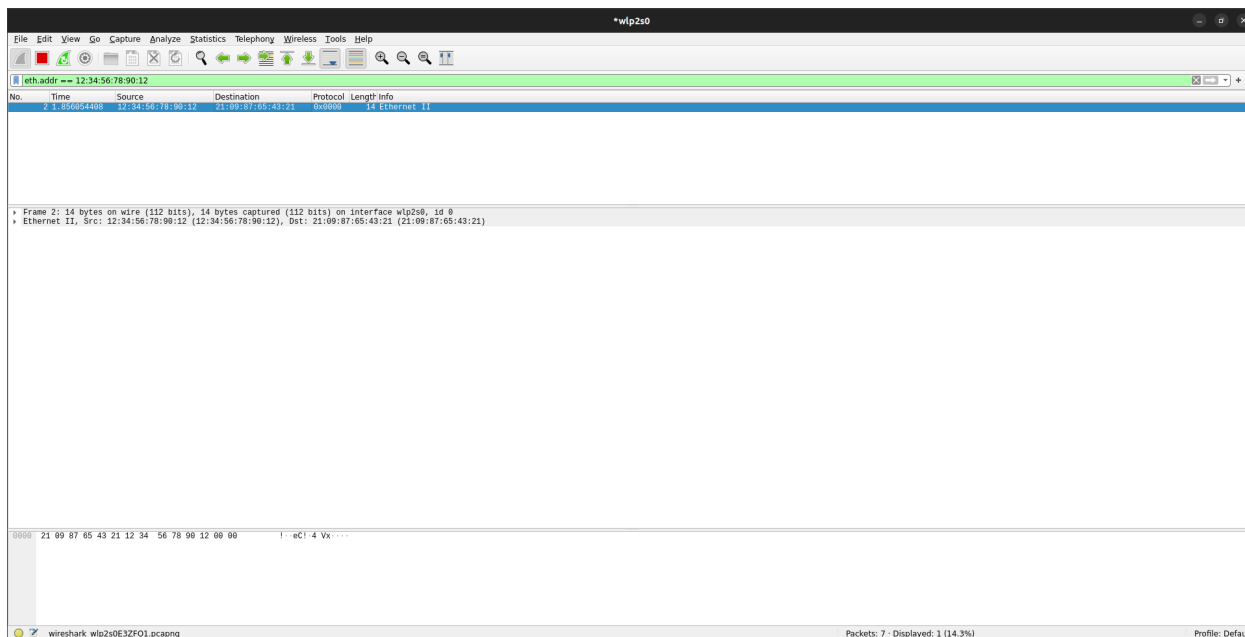 *wlp2s0
File Edit View Go Capture Analyze Statistics Telephony Wireless Tools Help
eth.addr == 12:34:56:78:90:12
No. Time Source Destination Protocol Length Info
2 1.856054408 12:34:56:78:90:12 21:09:87:65:43:21 0x0000 14 Ethernet II
Frame 2: 14 bytes on wire (112 bits), 14 bytes captured (112 bits) on interface wlp2s0, id 0
Ethernet II, Src: 12:34:56:78:90:12 (12:34:56:78:90:12), Dst: 21:09:87:65:43:21 (21:09:87:65:43:21)
0000 21 09 87 65 43 21 12 34 56 78 90 12 00 00 !··eC!·4 Vx····
wireshark_wlp2s0E3ZFO1.pcapng Packets: 7 · Displayed: 1 (14.3%) Profile: Defau